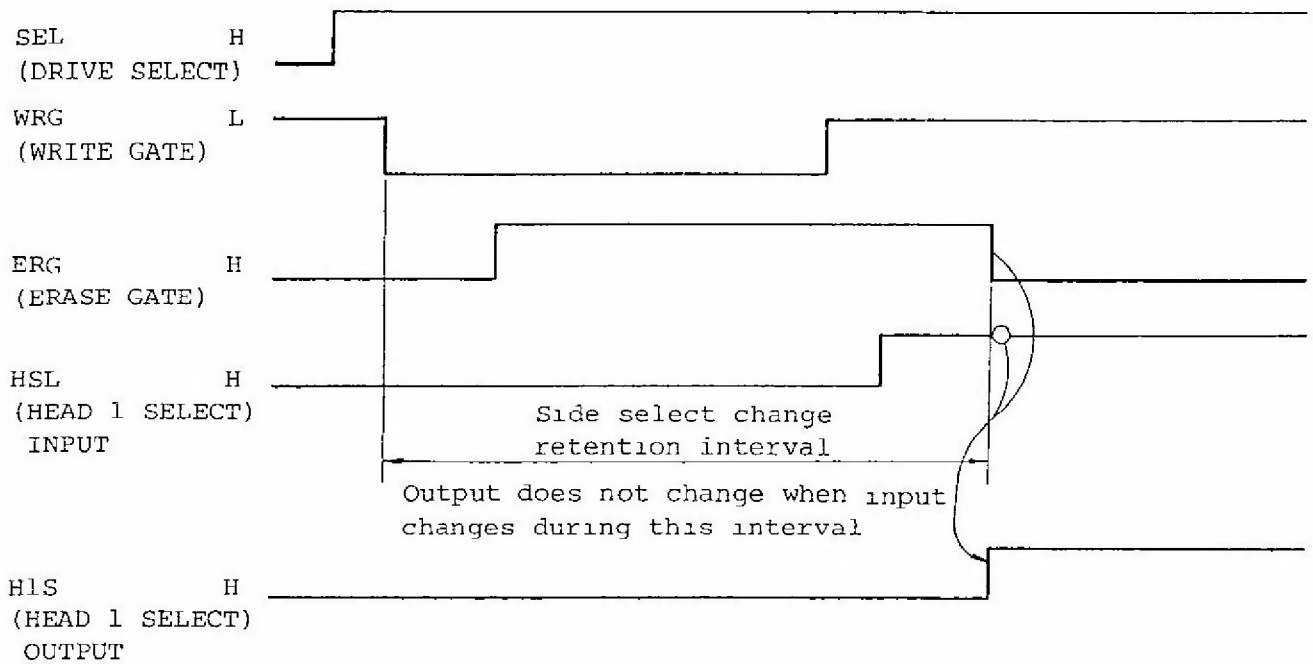 SEL H
(DRIVE SELECT)
WRG L
(WRITE GATE)
ERG H
(ERASE GATE)
HSL H
(HEAD 1 SELECT)
INPUT
Side select change
retention interval
Output does not change when input
changes during this interval
H1S H
(HEAD 1 SELECT)
OUTPUT